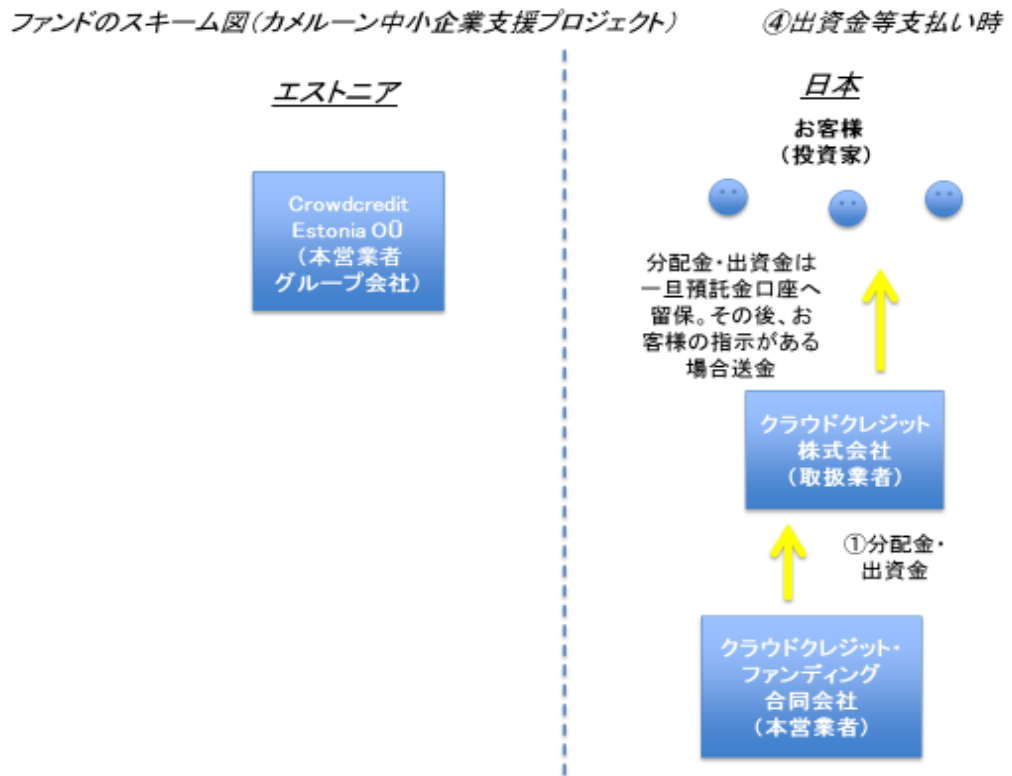 ファンドのスキーム図（カメルーン中小企業支援プロジェクト）　④出資金等支払い時
エストニア
日本
お客様
（投資家）
Crowdcredit
Estonia OÜ
（本営業者
グループ会社）
分配金・出資金は
一旦預託金口座へ
留保。その後、お
客様の指示がある
場合送金
クラウドクレジット
株式会社
（取扱業者）
①分配金・
出資金
クラウドクレジット・
ファンディング
合同会社
（本営業者）